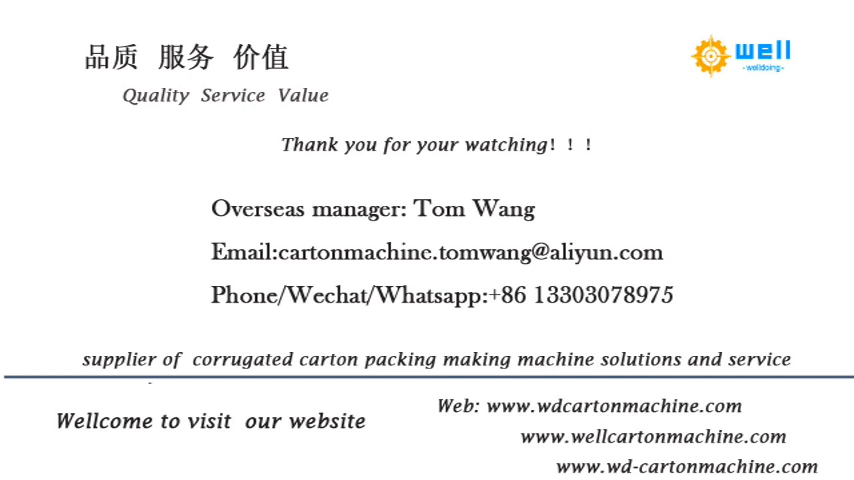 品质 服务 价值
well
-welldoing-
Quality Service Value
Thank you for your watching！！！
Overseas manager: Tom Wang
Email:cartonmachine.tomwang@aliyun.com
Phone/Wechat/Whatsapp:+86 13303078975
supplier of corrugated carton packing making machine solutions and service
Wellcome to visit our website
Web: www.wdcartonmachine.com
www.wellcartonmachine.com
www.wd-cartonmachine.com